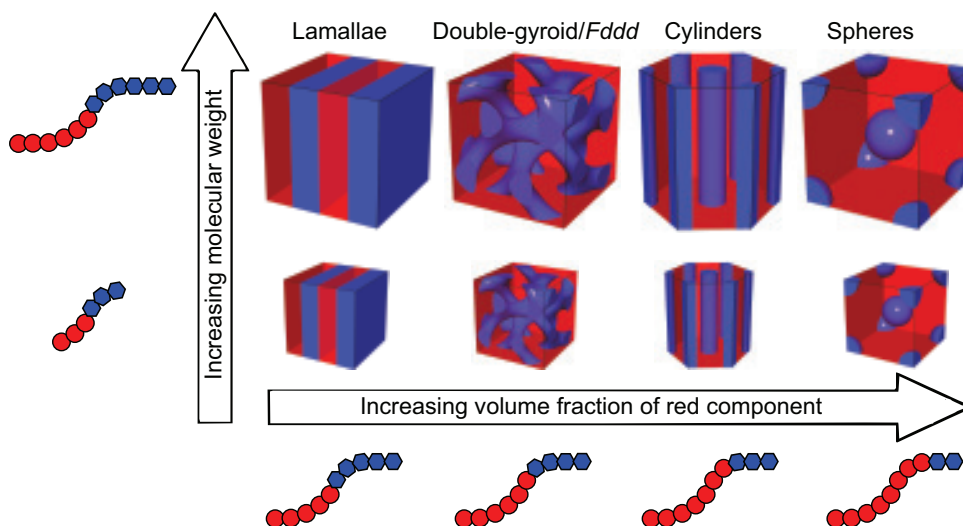 Lamallae
Double-gyroid/Fddd
Cylinders
Spheres
Increasing molecular weight
Increasing volume fraction of red component